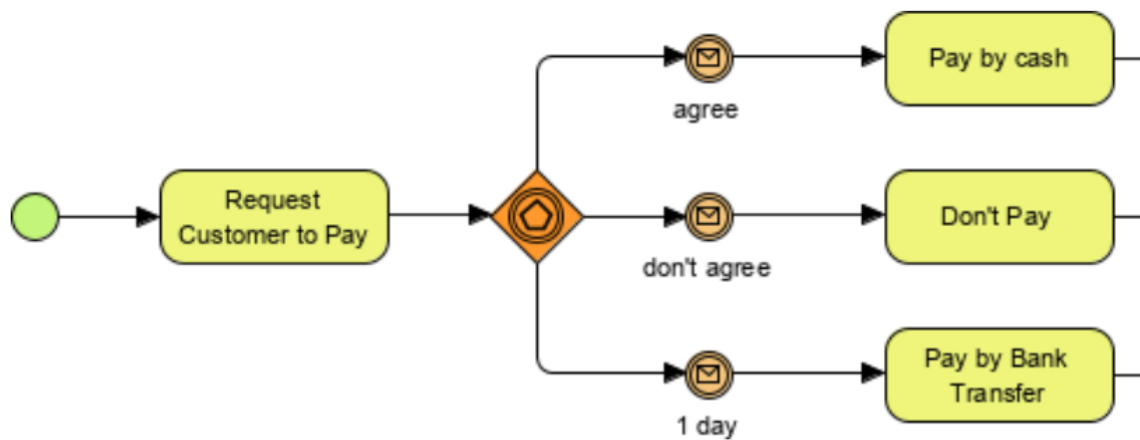 agree
Pay by cash
Request
Customer to Pay
don't agree
Don't Pay
1 day
Pay by Bank
Transfer